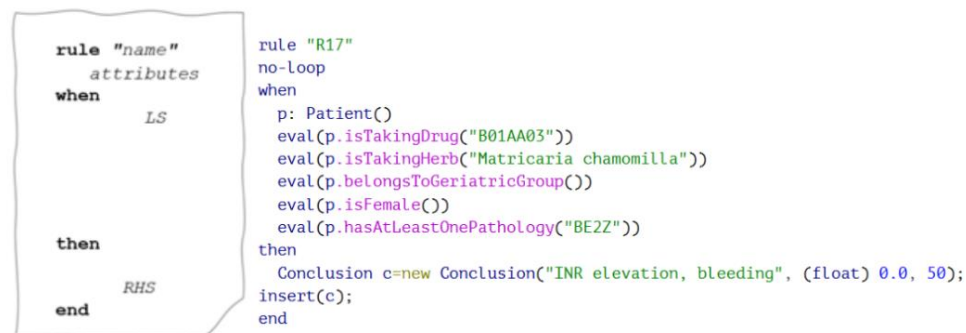 rule "name"
attributes
when
LS
then
RHS
end
rule "R17"
no-loop
when
p: Patient()
eval(p.isTakingDrug("B01AA03"))
eval(p.isTakingHerb("Matricaria chamomilla"))
eval(p.belongsToGeriatricGroup())
eval(p.isFemale())
eval(p.hasAtLeastOnePathology("BE2Z"))
then
Conclusion c=new Conclusion("INR elevation, bleeding", (float) 0.0, 50);
insert(c);
end